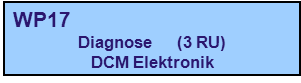 WP17
Diagnose (3 RU)
DCM Elektronik